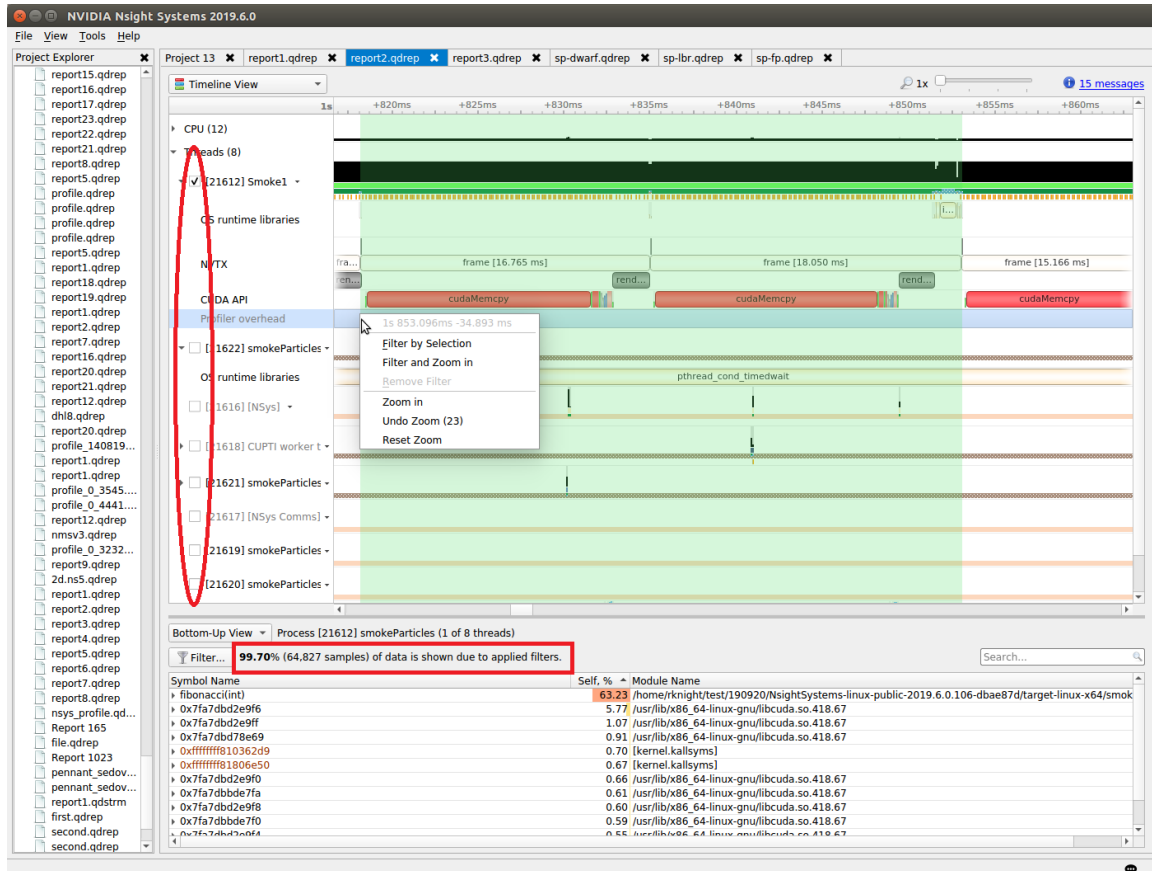 NVIDIA Nsight Systems 2019.6.0
File View Tools Help
Project Explorer
Project 13 report1.qdrep report2.qdrep report3.qdrep sp-dwarf.qdrep sp-lbr.qdrep sp-fp.qdrep
report15.qdrep
report16.qdrep
report17.qdrep
report23.qdrep
report22.qdrep
report21.qdrep
report8.qdrep
report5.qdrep
profile.qdrep
profile.qdrep
profile.qdrep
profile.qdrep
report5.qdrep
report1.qdrep
report18.qdrep
report19.qdrep
report1.qdrep
report2.qdrep
report7.qdrep
report16.qdrep
report20.qdrep
report21.qdrep
report12.qdrep
dhl8.qdrep
report20.qdrep
profile_140819...
report1.qdrep
report1.qdrep
profile_0_3545....
profile_0_4441....
report12.qdrep
nmsv3.qdrep
profile_0_3232...
report9.qdrep
2d.ns5.qdrep
report1.qdrep
report2.qdrep
report3.qdrep
report4.qdrep
report5.qdrep
report6.qdrep
report7.qdrep
report8.qdrep
nsys_profile.qd...
Report 165
file.qdrep
Report 1023
pennant_sedov...
pennant_sedov...
report1.qdstrm
first.qdrep
second.qdrep
second.qdrep
Timeline View
1x
15 messages
1s +820ms +825ms +830ms +835ms +840ms +845ms +850ms +855ms +860ms
CPU (12)
Threads (8)
[21612] Smoke1
OS runtime libraries
i...
NVTX
fra... frame [16.765 ms] frame [18.050 ms] frame [15.166 ms]
ren... rend... rend...
CUDA API cudaMemcpy cudaMemcpy cudaMemcpy
Profiler overhead
1s 853.096ms -34.893 ms
Filter by Selection
Filter and Zoom in
Remove Filter
Zoom in
Undo Zoom (23)
Reset Zoom
[21622] smokeParticles
OS runtime libraries pthread_cond_timedwait
[21616] [NSys]
[21618] CUPTI worker t
[21621] smokeParticles
[21617] [NSys Comms]
[21619] smokeParticles
[21620] smokeParticles
Bottom-Up View Process [21612] smokeParticles (1 of 8 threads)
Filter... 99.70% (64,827 samples) of data is shown due to applied filters. Search...
Symbol Name Self, % Module Name
fibonacci(int) 63.23 /home/rknight/test/190920/NsightSystems-linux-public-2019.6.0.106-dbae87d/target-linux-x64/smok
0x7fa7dbd2e9f6 5.77 /usr/lib/x86_64-linux-gnu/libcuda.so.418.67
0x7fa7dbd2e9ff 1.07 /usr/lib/x86_64-linux-gnu/libcuda.so.418.67
0x7fa7dbd78e69 0.91 /usr/lib/x86_64-linux-gnu/libcuda.so.418.67
0xffffffff810362d9 0.70 [kernel.kallsyms]
0xffffffff81806e50 0.67 [kernel.kallsyms]
0x7fa7dbd2e9f0 0.66 /usr/lib/x86_64-linux-gnu/libcuda.so.418.67
0x7fa7dbbde7fa 0.61 /usr/lib/x86_64-linux-gnu/libcuda.so.418.67
0x7fa7dbd2e9f8 0.60 /usr/lib/x86_64-linux-gnu/libcuda.so.418.67
0x7fa7dbbde7f0 0.59 /usr/lib/x86_64-linux-gnu/libcuda.so.418.67
0x7fa7dbd2e9f4 0.55 /usr/lib/x86_64-linux-gnu/libcuda.so.418.67